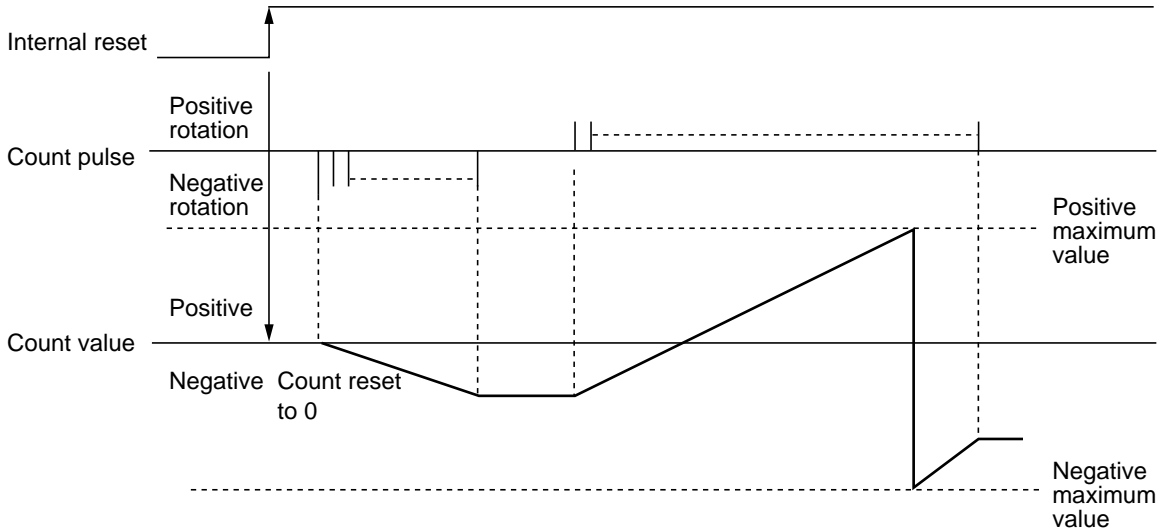 Internal reset
Positive
rotation
Count pulse
Negative
rotation
Positive
maximum
value
Positive
Count value
Negative Count reset
to 0
Negative
maximum
value